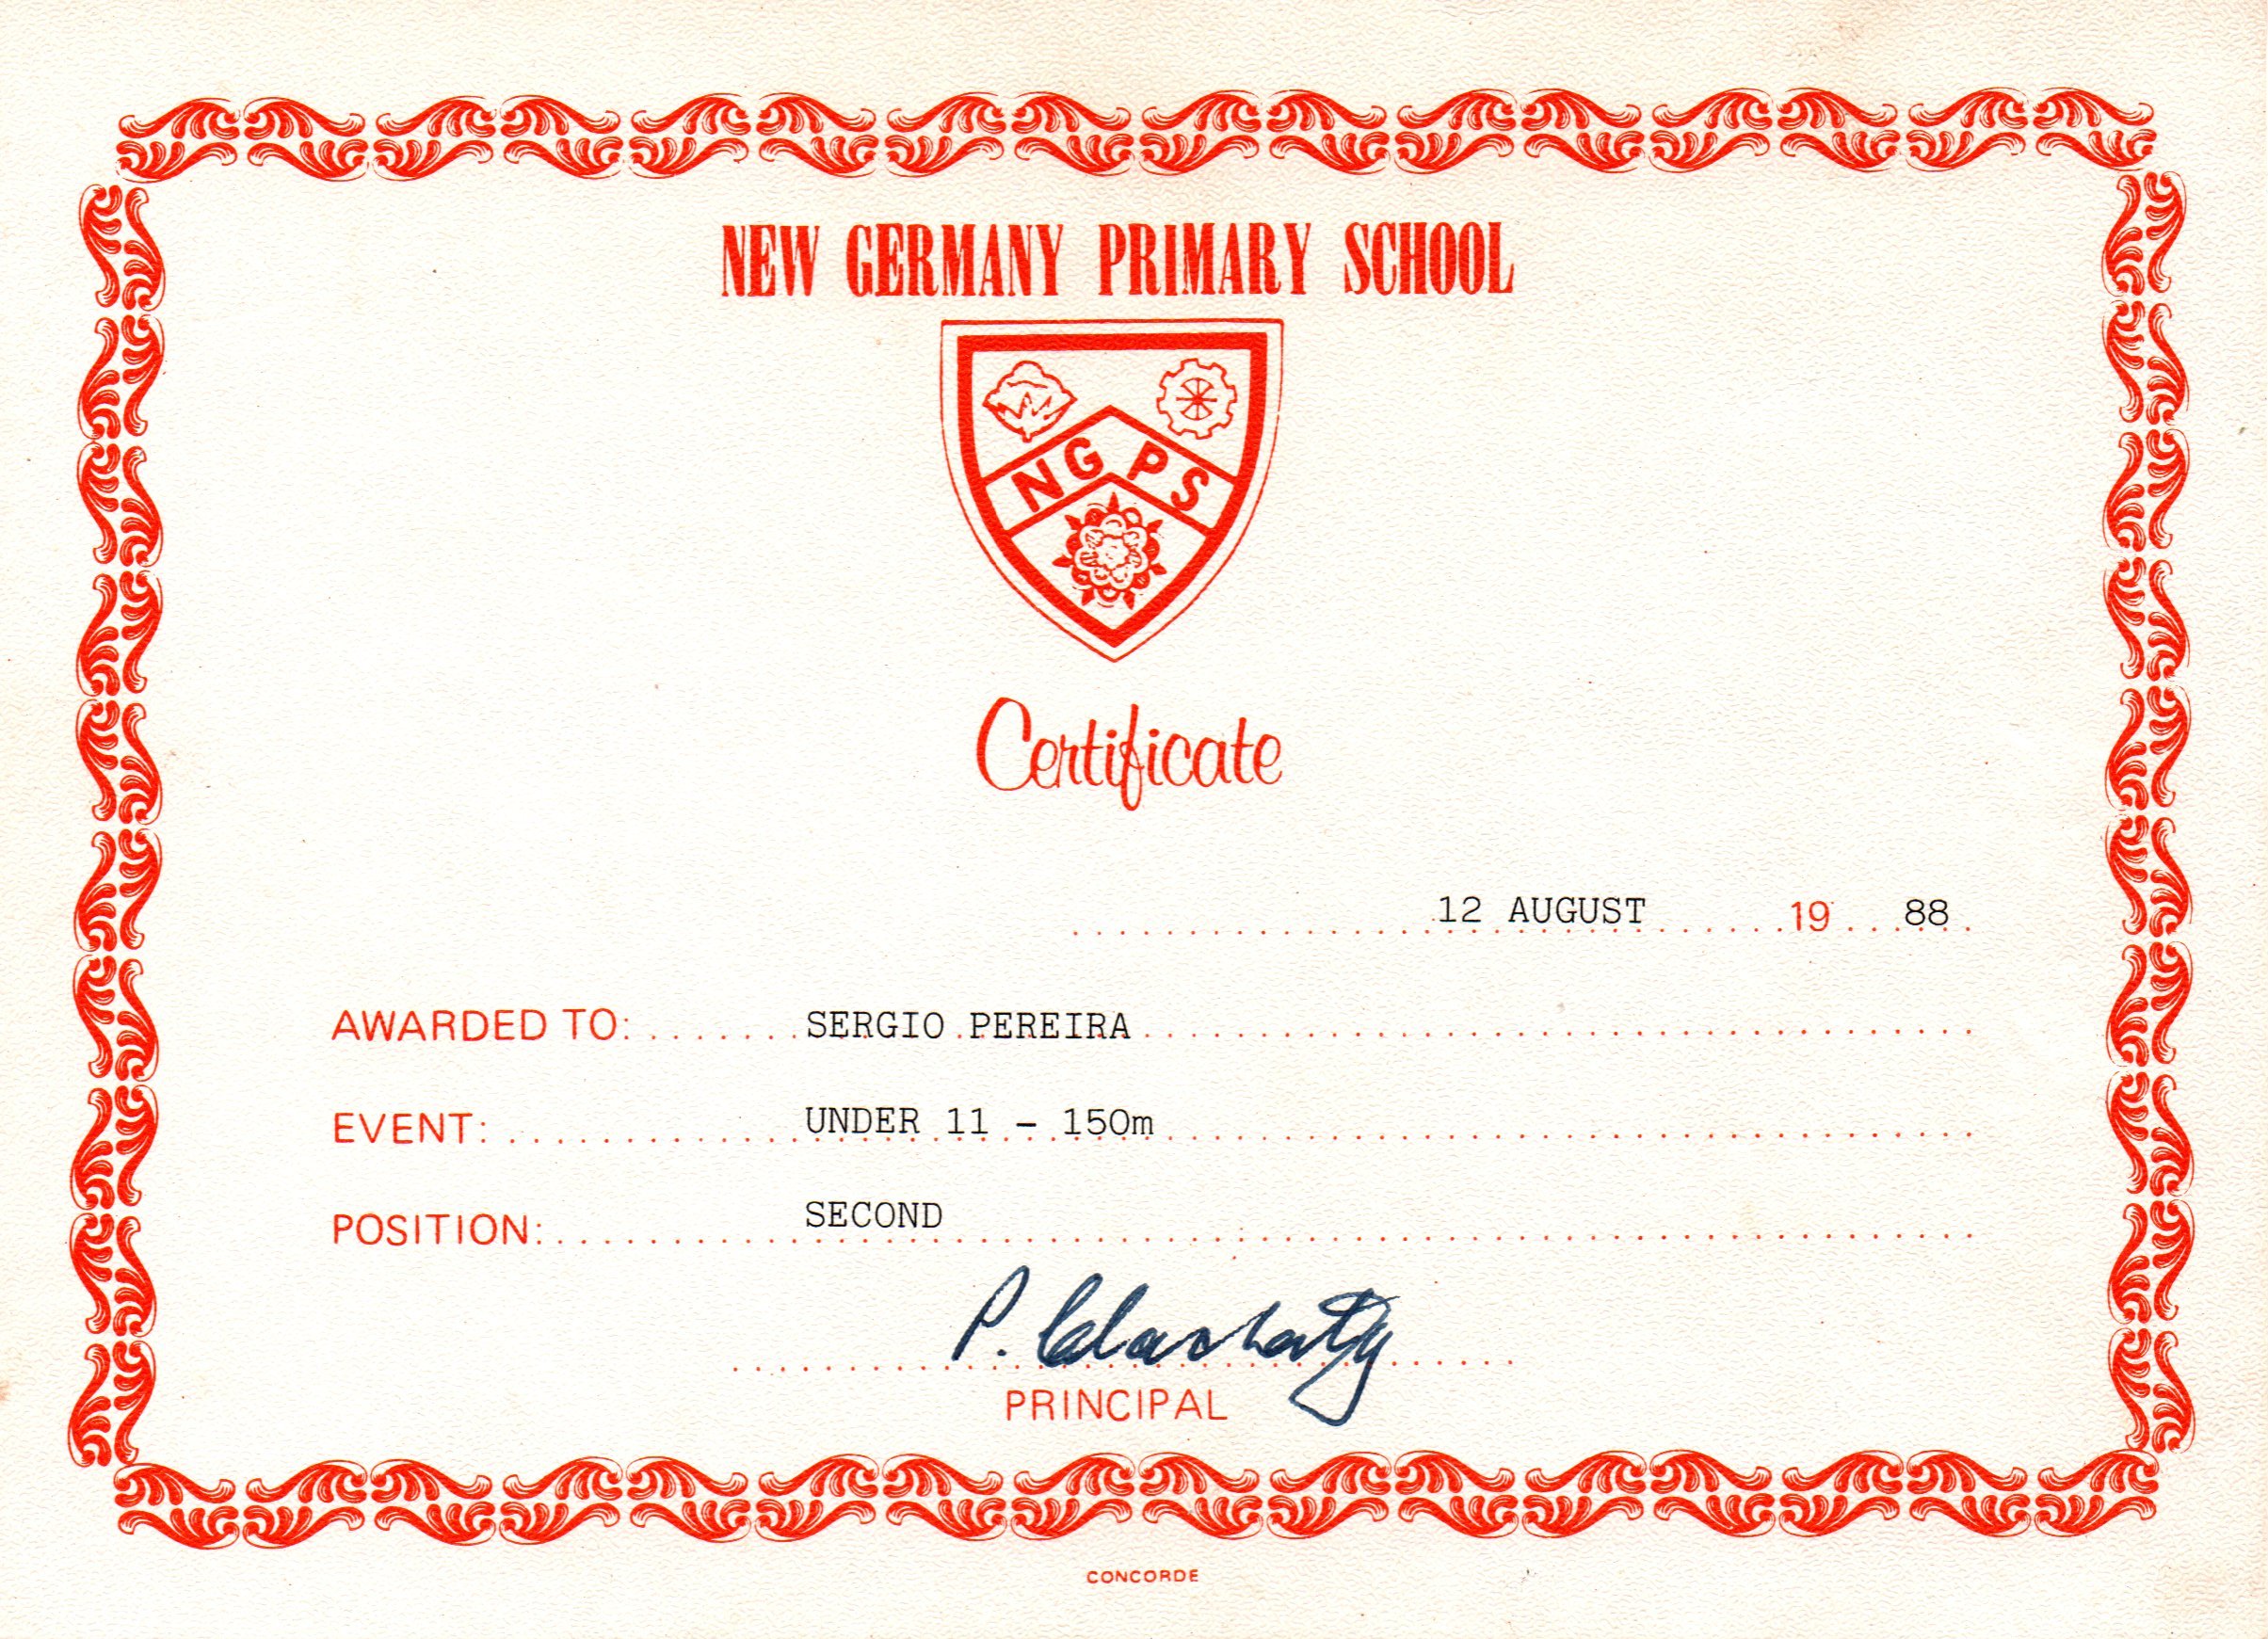 NEW GERMANY PRIMARY SCHOOL
NGPS
Certificate
12 AUGUST 19 88
AWARDED TO: SERGIO PEREIRA
EVENT: UNDER 11 - 150m
POSITION: SECOND
P.
PRINCIPAL
CONCORDE